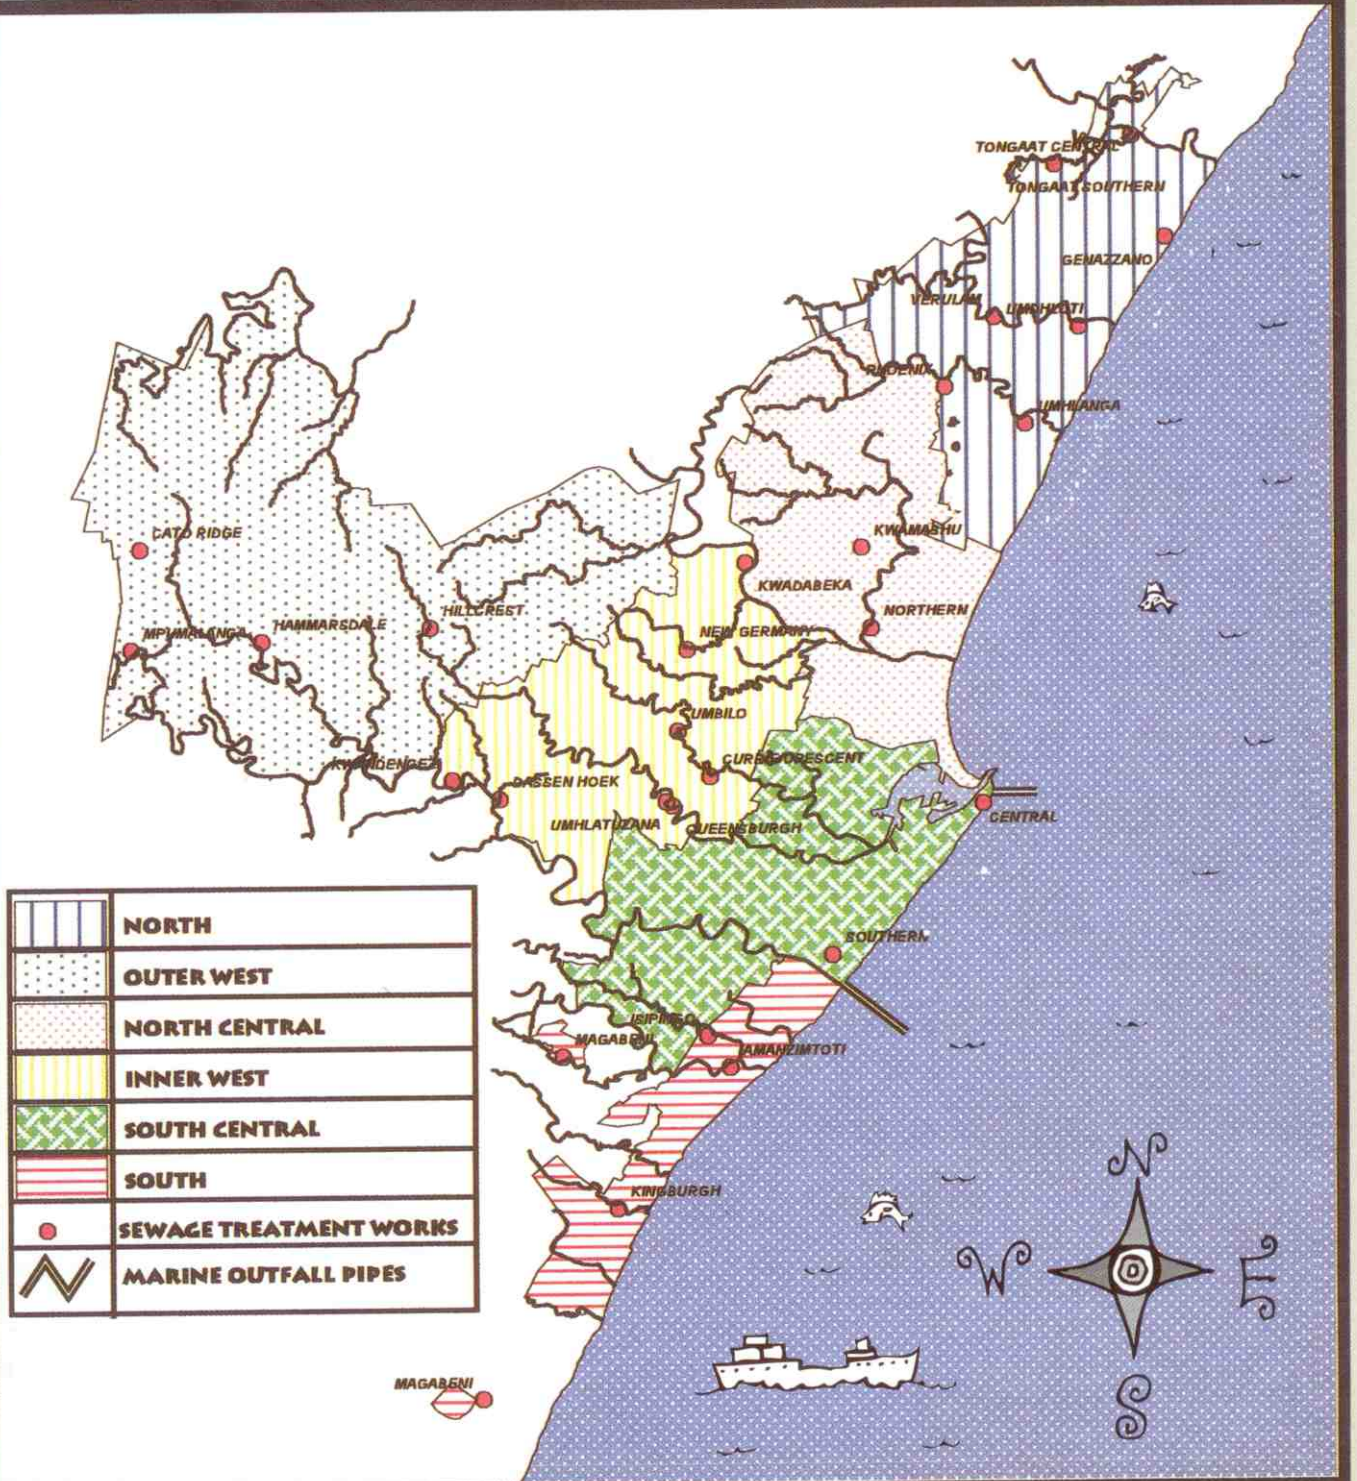 TONGAAT CENTRAL
TONGAAT SOUTHERN
GENAZZANO
VERULAM
UMDHLOTI
PHOENIX
UMHLANGA
CATO RIDGE
KWAMASHU
KWADABEKA
HILLCREST
NORTHERN
HAMMARSDALE
MPUMALANGA
NEW GERMANY
UMBILO
CURRIE CRESCENT
KWANDENGEZI
DASSEN HOEK
UMHLATUZANA
QUEENSBURGH
CENTRAL
SOUTHERN
ISIPINGO
MAGABENI
AMANZIMTOTI
KINGBURGH
MAGABENI
NORTH
OUTER WEST
NORTH CENTRAL
INNER WEST
SOUTH CENTRAL
SOUTH
SEWAGE TREATMENT WORKS
MARINE OUTFALL PIPES
N
W
E
S